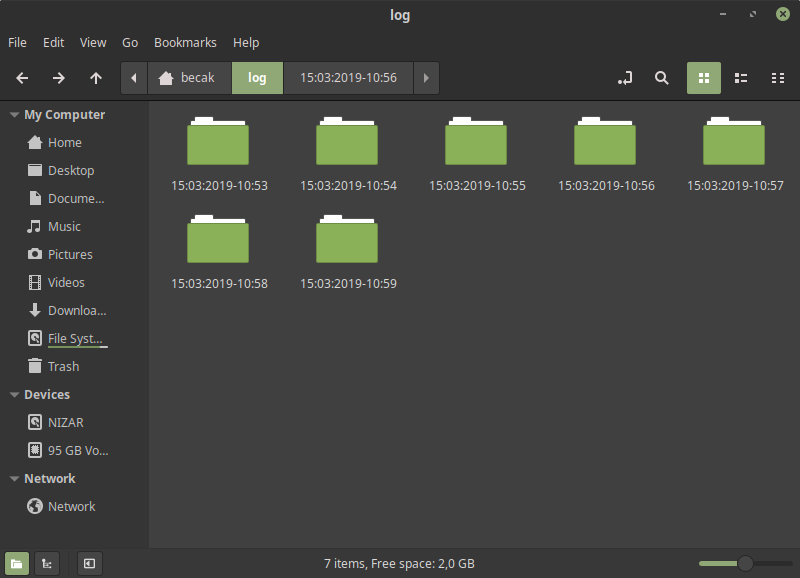 log
File Edit View Go Bookmarks Help
becak log 15:03:2019-10:56
My Computer
Home
Desktop
Docume...
Music
Pictures
Videos
Downloa...
File Syst...
Trash
Devices
NIZAR
95 GB Vo...
Network
Network
15:03:2019-10:53 15:03:2019-10:54 15:03:2019-10:55 15:03:2019-10:56 15:03:2019-10:57
15:03:2019-10:58 15:03:2019-10:59
7 items, Free space: 2,0 GB